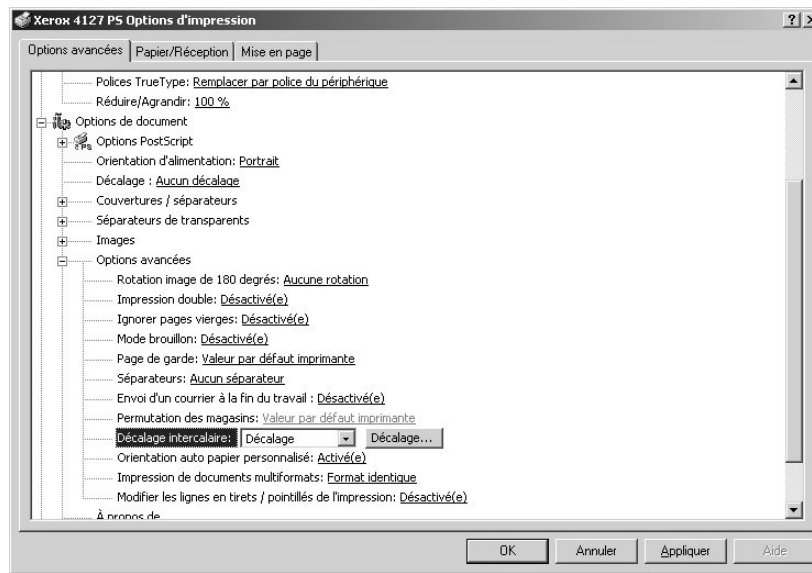 Xerox 4127 PS Options d'impression
Options avancées Papier/Réception Mise en page
Polices TrueType: Remplacer par police du périphérique
Réduire/Agrandir: 100 %
Options de document
Options PostScript
Orientation d'alimentation: Portrait
Décalage : Aucun décalage
Couvertures / séparateurs
Séparateurs de transparents
Images
Options avancées
Rotation image de 180 degrés: Aucune rotation
Impression double: Désactivé(e)
Ignorer pages vierges: Désactivé(e)
Mode brouillon: Désactivé(e)
Page de garde: Valeur par défaut imprimante
Séparateurs: Aucun séparateur
Envoi d'un courrier à la fin du travail : Désactivé(e)
Permutation des magasins: Valeur par défaut imprimante
Décalage intercalaire: Décalage Décalage...
Orientation auto papier personnalisé: Activé(e)
Impression de documents multiformats: Format identique
Modifier les lignes en tirets / pointillés de l'impression: Désactivé(e)
À propos de
OK Annuler Appliquer Aide